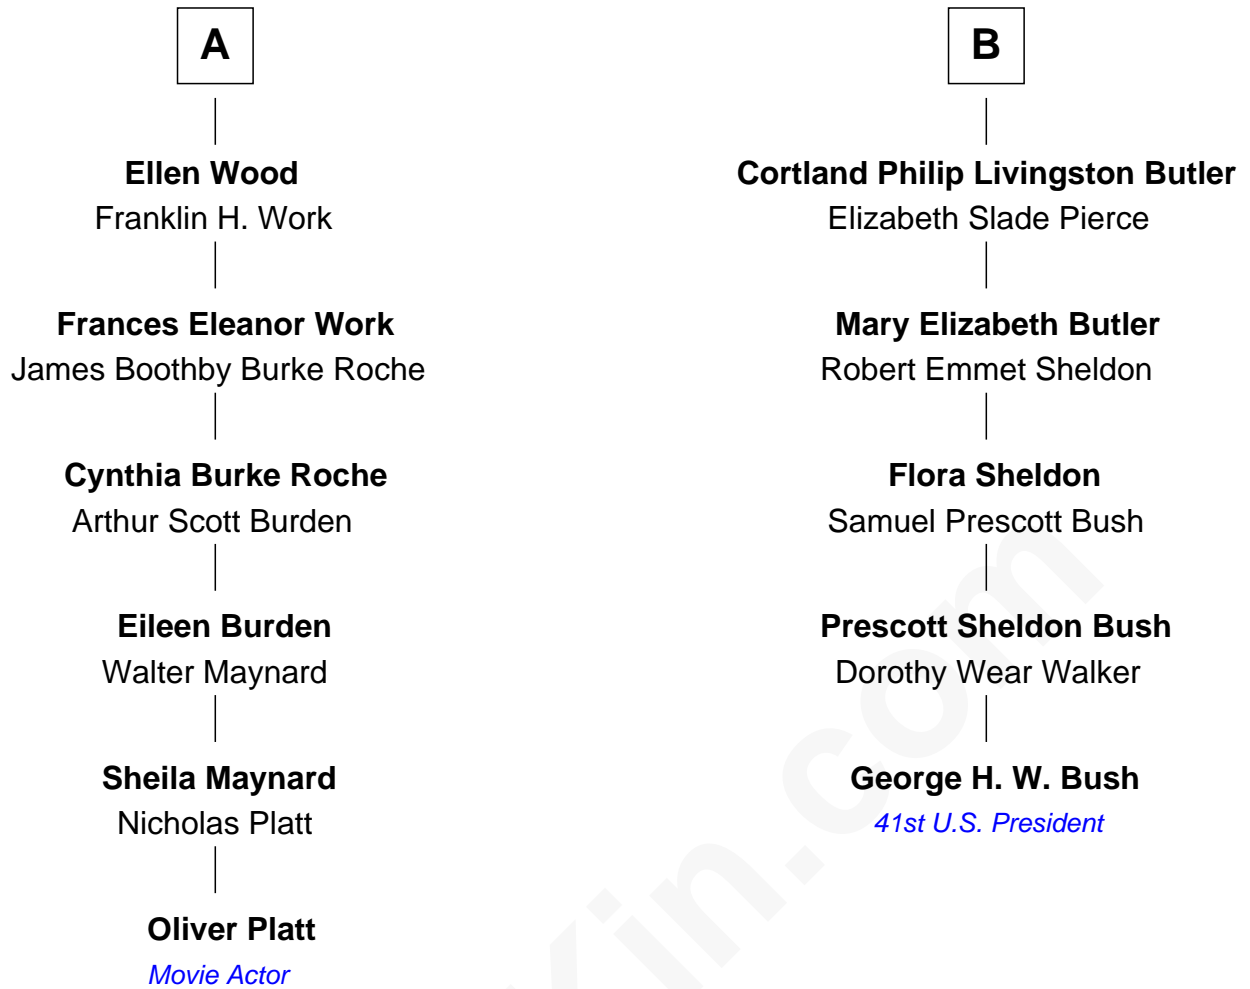 A
Ellen Wood
Franklin H. Work
Frances Eleanor Work
James Boothby Burke Roche
Cynthia Burke Roche
Arthur Scott Burden
Eileen Burden
Walter Maynard
Sheila Maynard
Nicholas Platt
Oliver Platt
Movie Actor
B
Cortland Philip Livingston Butler
Elizabeth Slade Pierce
Mary Elizabeth Butler
Robert Emmet Sheldon
Flora Sheldon
Samuel Prescott Bush
Prescott Sheldon Bush
Dorothy Wear Walker
George H. W. Bush
41st U.S. President
Kin.com